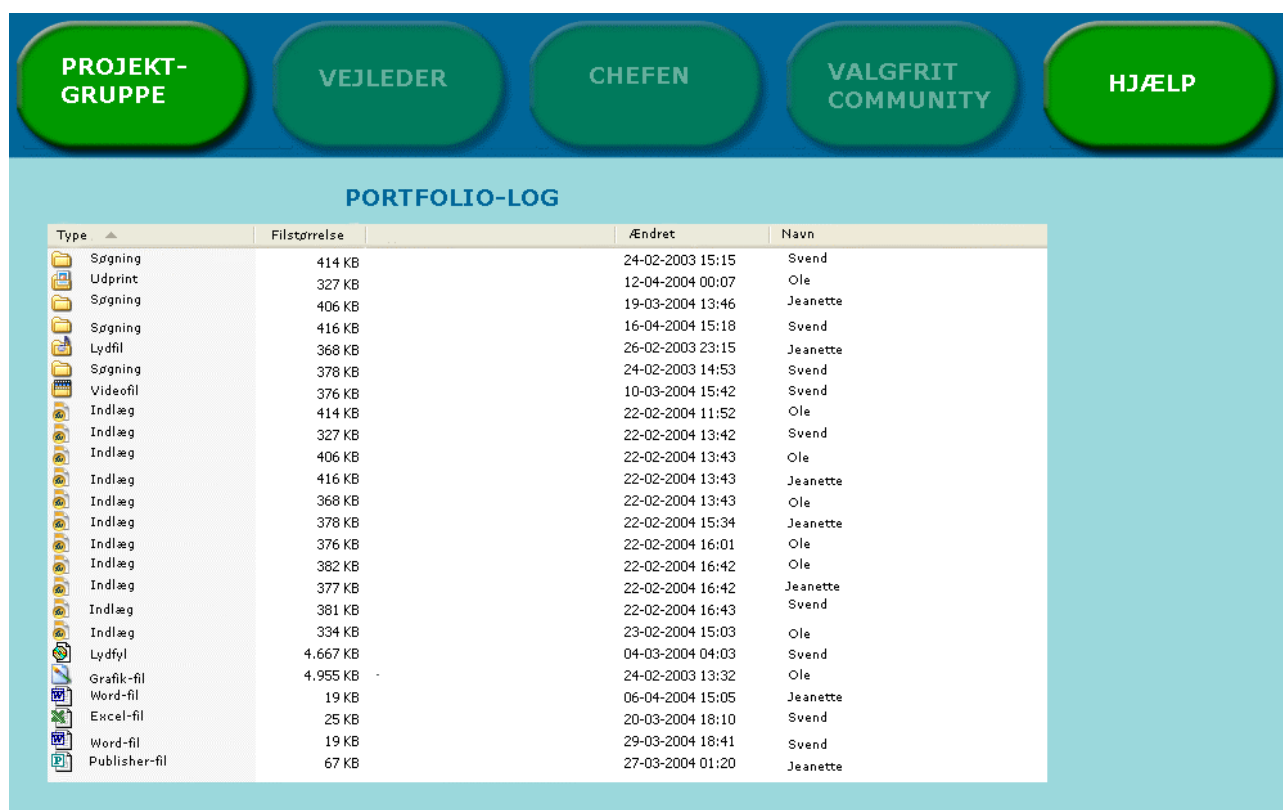 PROJEKT-
GRUPPE
VEJLEDER
CHEFEN
VALGFRIT
COMMUNITY
HJÆLP
PORTFOLIO-LOG
Type Filstørrelse Ændret Navn
Søgning 414 KB 24-02-2003 15:15 Svend
Udprint 327 KB 12-04-2004 00:07 Ole
Søgning 406 KB 19-03-2004 13:46 Jeanette
Søgning 416 KB 16-04-2004 15:18 Svend
Lydfil 368 KB 26-02-2003 23:15 Jeanette
Søgning 378 KB 24-02-2003 14:53 Svend
Videofil 376 KB 10-03-2004 15:42 Svend
Indlæg 414 KB 22-02-2004 11:52 Ole
Indlæg 327 KB 22-02-2004 13:42 Svend
Indlæg 406 KB 22-02-2004 13:43 Ole
Indlæg 416 KB 22-02-2004 13:43 Jeanette
Indlæg 368 KB 22-02-2004 13:43 Ole
Indlæg 378 KB 22-02-2004 15:34 Jeanette
Indlæg 376 KB 22-02-2004 16:01 Ole
Indlæg 382 KB 22-02-2004 16:42 Ole
Indlæg 377 KB 22-02-2004 16:42 Jeanette
Indlæg 381 KB 22-02-2004 16:43 Svend
Indlæg 334 KB 23-02-2004 15:03 Ole
Lydfyl 4.667 KB 04-03-2004 04:03 Svend
Grafik-fil 4.955 KB - 24-02-2003 13:32 Ole
Word-fil 19 KB 06-04-2004 15:05 Jeanette
Excel-fil 25 KB 20-03-2004 18:10 Svend
Word-fil 19 KB 29-03-2004 18:41 Svend
Publisher-fil 67 KB 27-03-2004 01:20 Jeanette